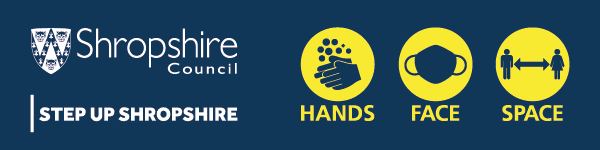 Shropshire
Council
STEP UP SHROPSHIRE
HANDS
FACE
SPACE